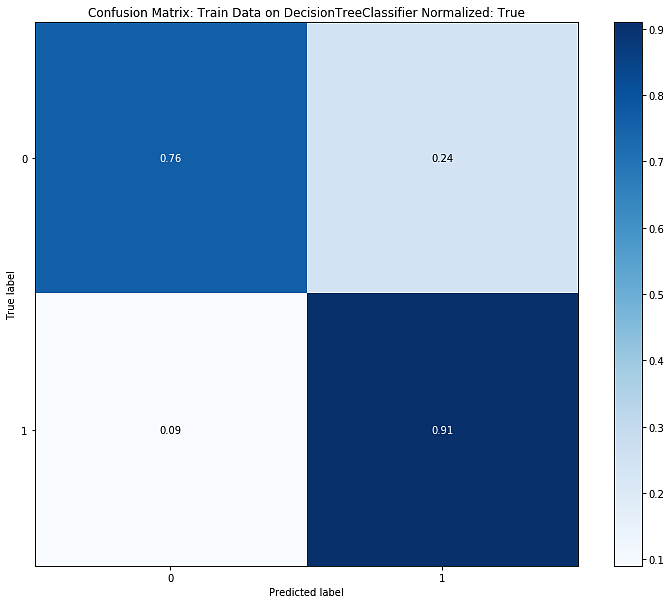 Confusion Matrix: Train Data on DecisionTreeClassifier Normalized: True
0.9
0.8
0 0.76 0.24
0.7
0.6
True label
0.5
0.4
1 0.09 0.91
0.3
0.2
0.1
0 1
Predicted label